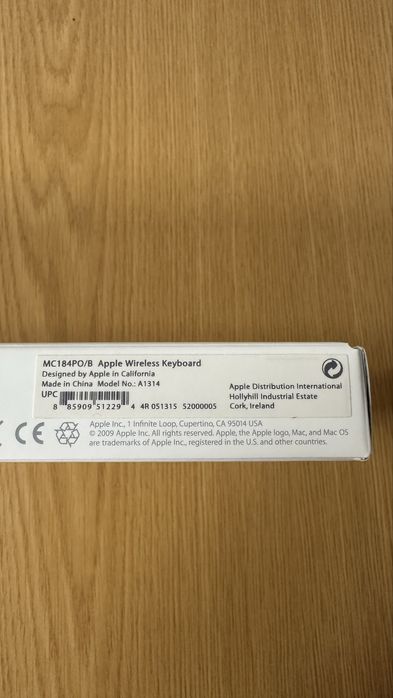 MC184PO/B Apple Wireless Keyboard
Designed by Apple in California
Made in China Model No.: A1314
UPC
8 85909 51229 4 4R 051315 52000005
Apple Distribution International
Hollyhill Industrial Estate
Cork, Ireland
CE
Apple Inc., 1 Infinite Loop, Cupertino, CA 95014 USA
© 2009 Apple Inc. All rights reserved. Apple, the Apple logo, Mac, and Mac OS
are trademarks of Apple Inc., registered in the U.S. and other countries.